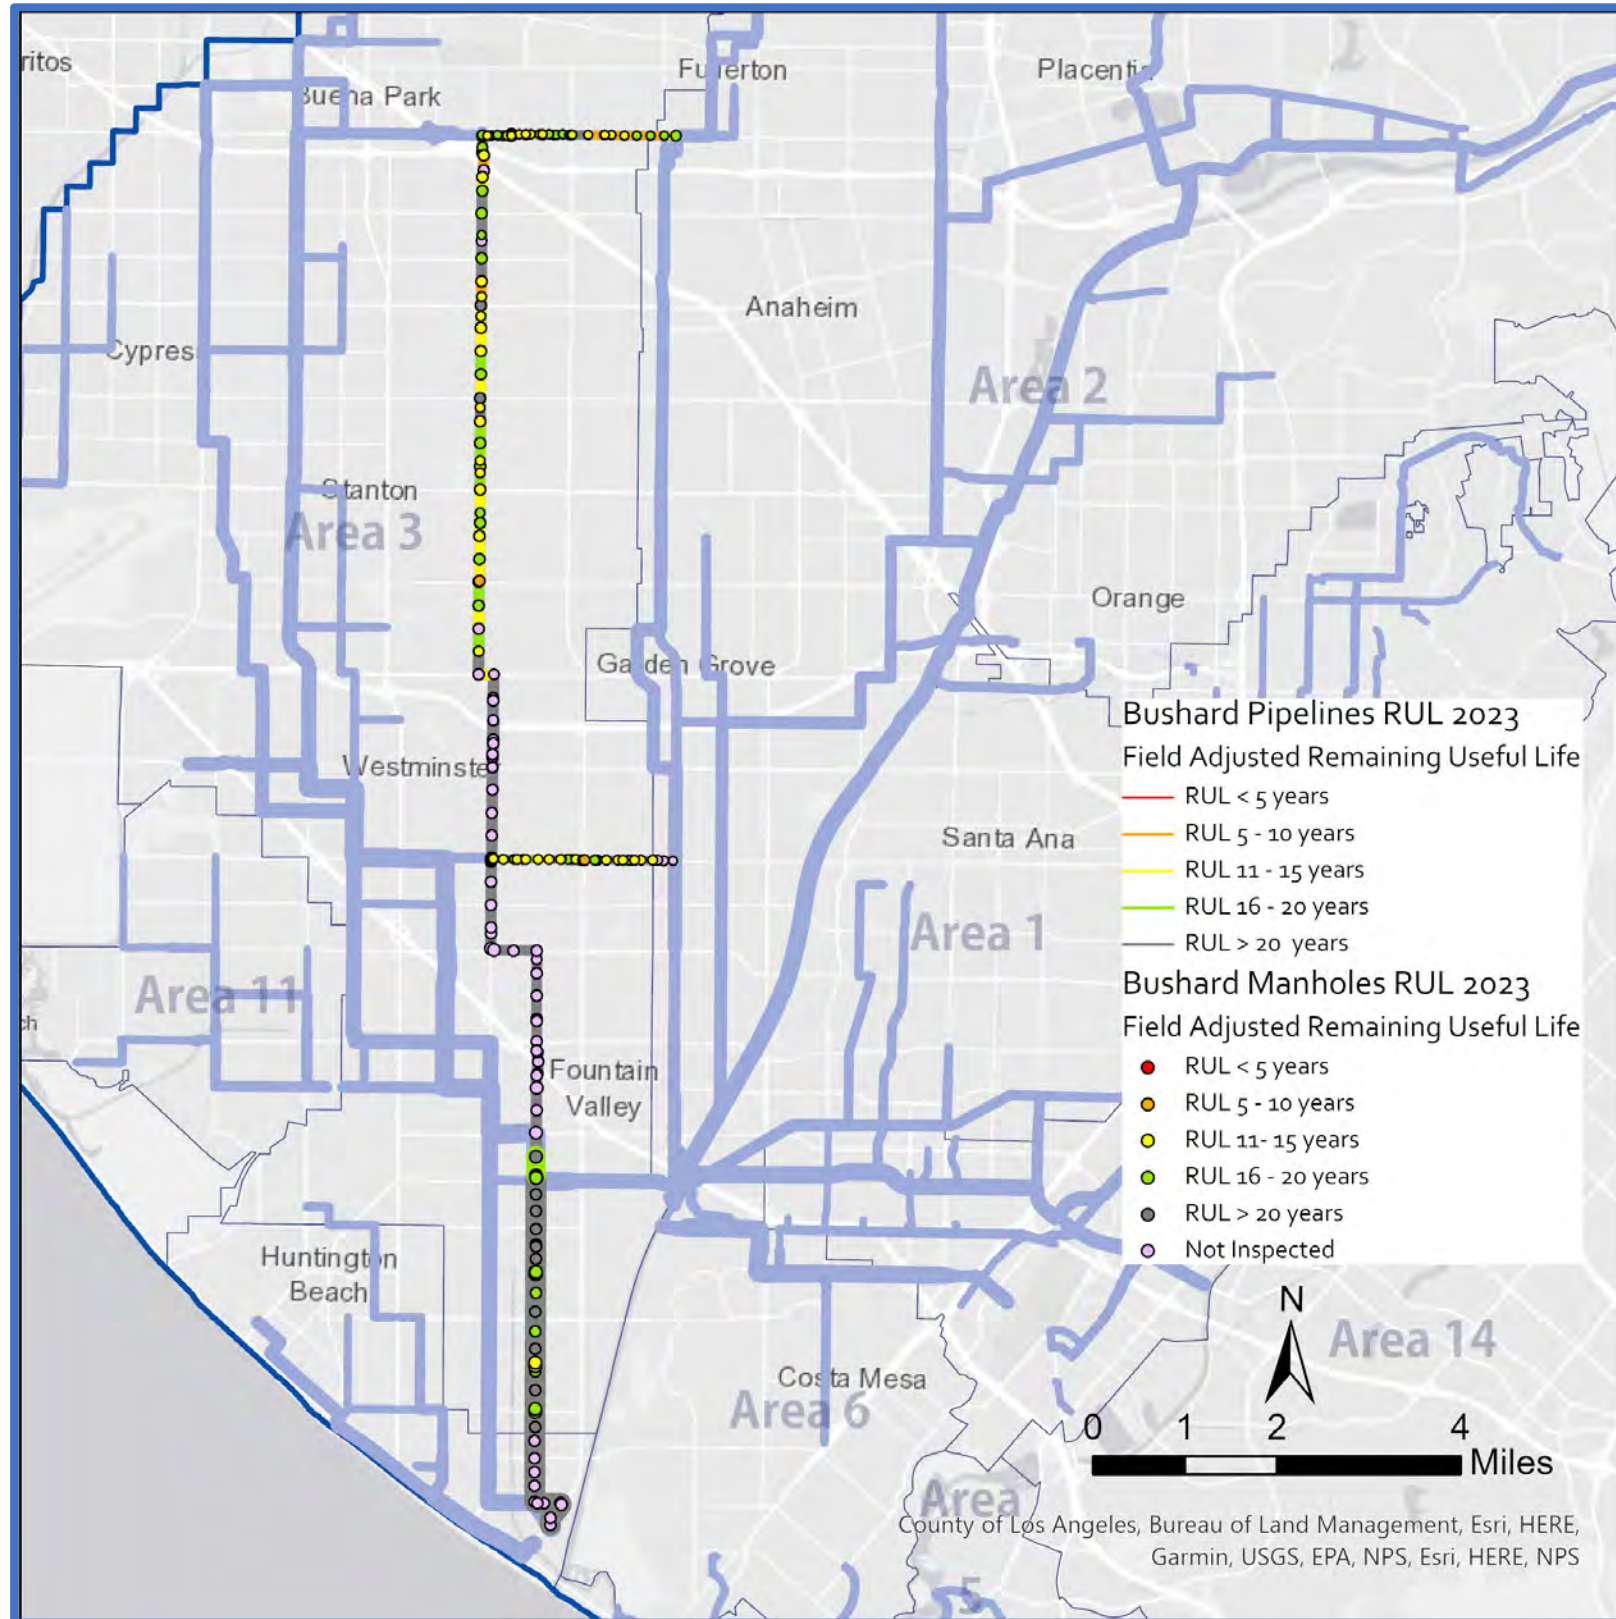 ritos
Buena Park
Fullerton
Placentia
Anaheim
Cypress
Area 2
Stanton
Area 3
Orange
Garden Grove
Westminster
Santa Ana
Area 1
Area 11
ch
Fountain
Valley
Huntington
Beach
Costa Mesa
Area 6
Area 14
Area
5
Bushard Pipelines RUL 2023
Field Adjusted Remaining Useful Life
RUL < 5 years
RUL 5 - 10 years
RUL 11 - 15 years
RUL 16 - 20 years
RUL > 20 years
Bushard Manholes RUL 2023
Field Adjusted Remaining Useful Life
RUL < 5 years
RUL 5 - 10 years
RUL 11- 15 years
RUL 16 - 20 years
RUL > 20 years
Not Inspected
N
0 1 2 4
Miles
County of Los Angeles, Bureau of Land Management, Esri, HERE,
Garmin, USGS, EPA, NPS, Esri, HERE, NPS